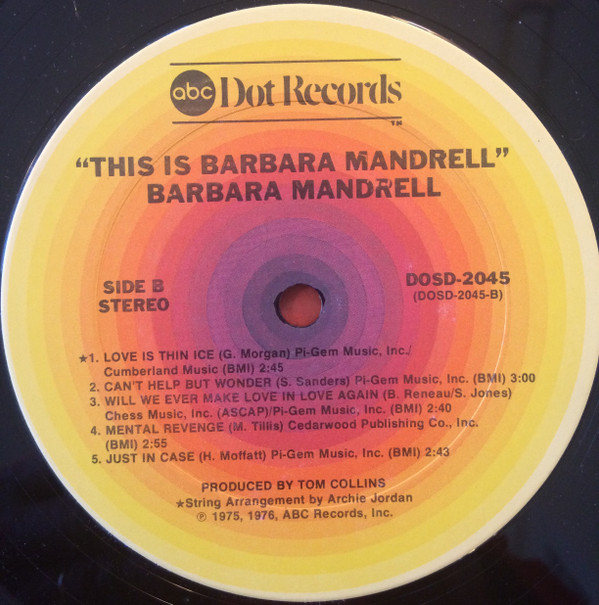 abc Dot Records
TM
“THIS IS BARBARA MANDRELL”
BARBARA MANDRELL
SIDE B
STEREO
DOSD-2045
(DOSD-2045-B)
★1. LOVE IS THIN ICE (G. Morgan) Pi-Gem Music, Inc./
Cumberland Music (BMI) 2:45
2. CAN'T HELP BUT WONDER (S. Sanders) Pi-Gem Music, Inc. (BMI) 3:00
3. WILL WE EVER MAKE LOVE IN LOVE AGAIN (B. Reneau/S. Jones)
Chess Music, Inc. (ASCAP)/Pi-Gem Music, Inc. (BMI) 2:40
4. MENTAL REVENGE (M. Tillis) Cedarwood Publishing Co., Inc.
(BMI) 2:55
5. JUST IN CASE (H. Moffatt) Pi-Gem Music, Inc. (BMI) 2:43
PRODUCED BY TOM COLLINS
★String Arrangement by Archie Jordan
℗ 1975, 1976, ABC Records, Inc.